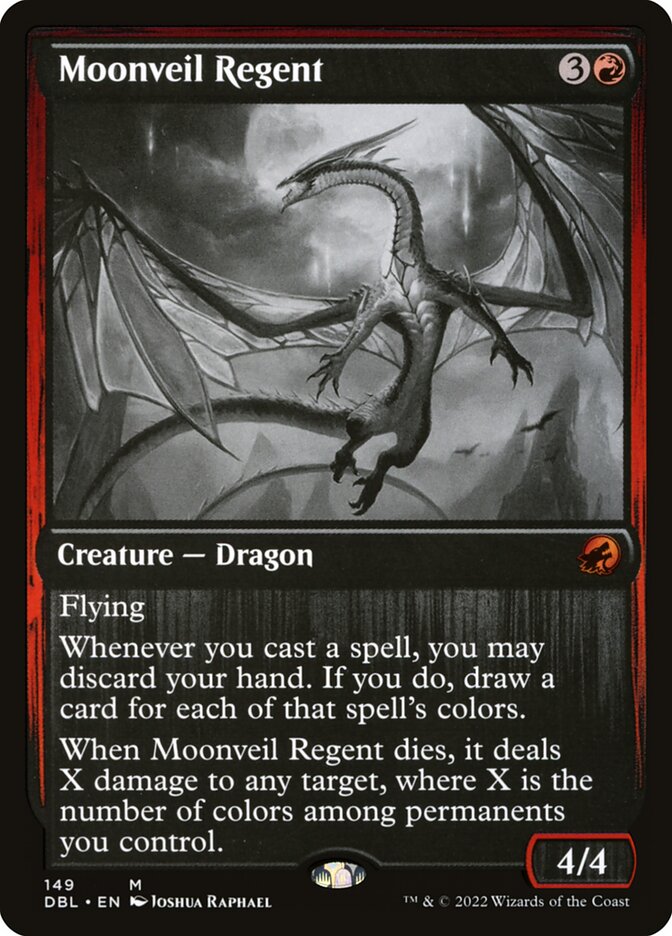 Moonveil Regent 3
Creature — Dragon
Flying
Whenever you cast a spell, you may
discard your hand. If you do, draw a
card for each of that spell's colors.
When Moonveil Regent dies, it deals
X damage to any target, where X is the
number of colors among permanents
you control.
4/4
149 M
DBL • EN Joshua Raphael ™ & © 2022 Wizards of the Coast